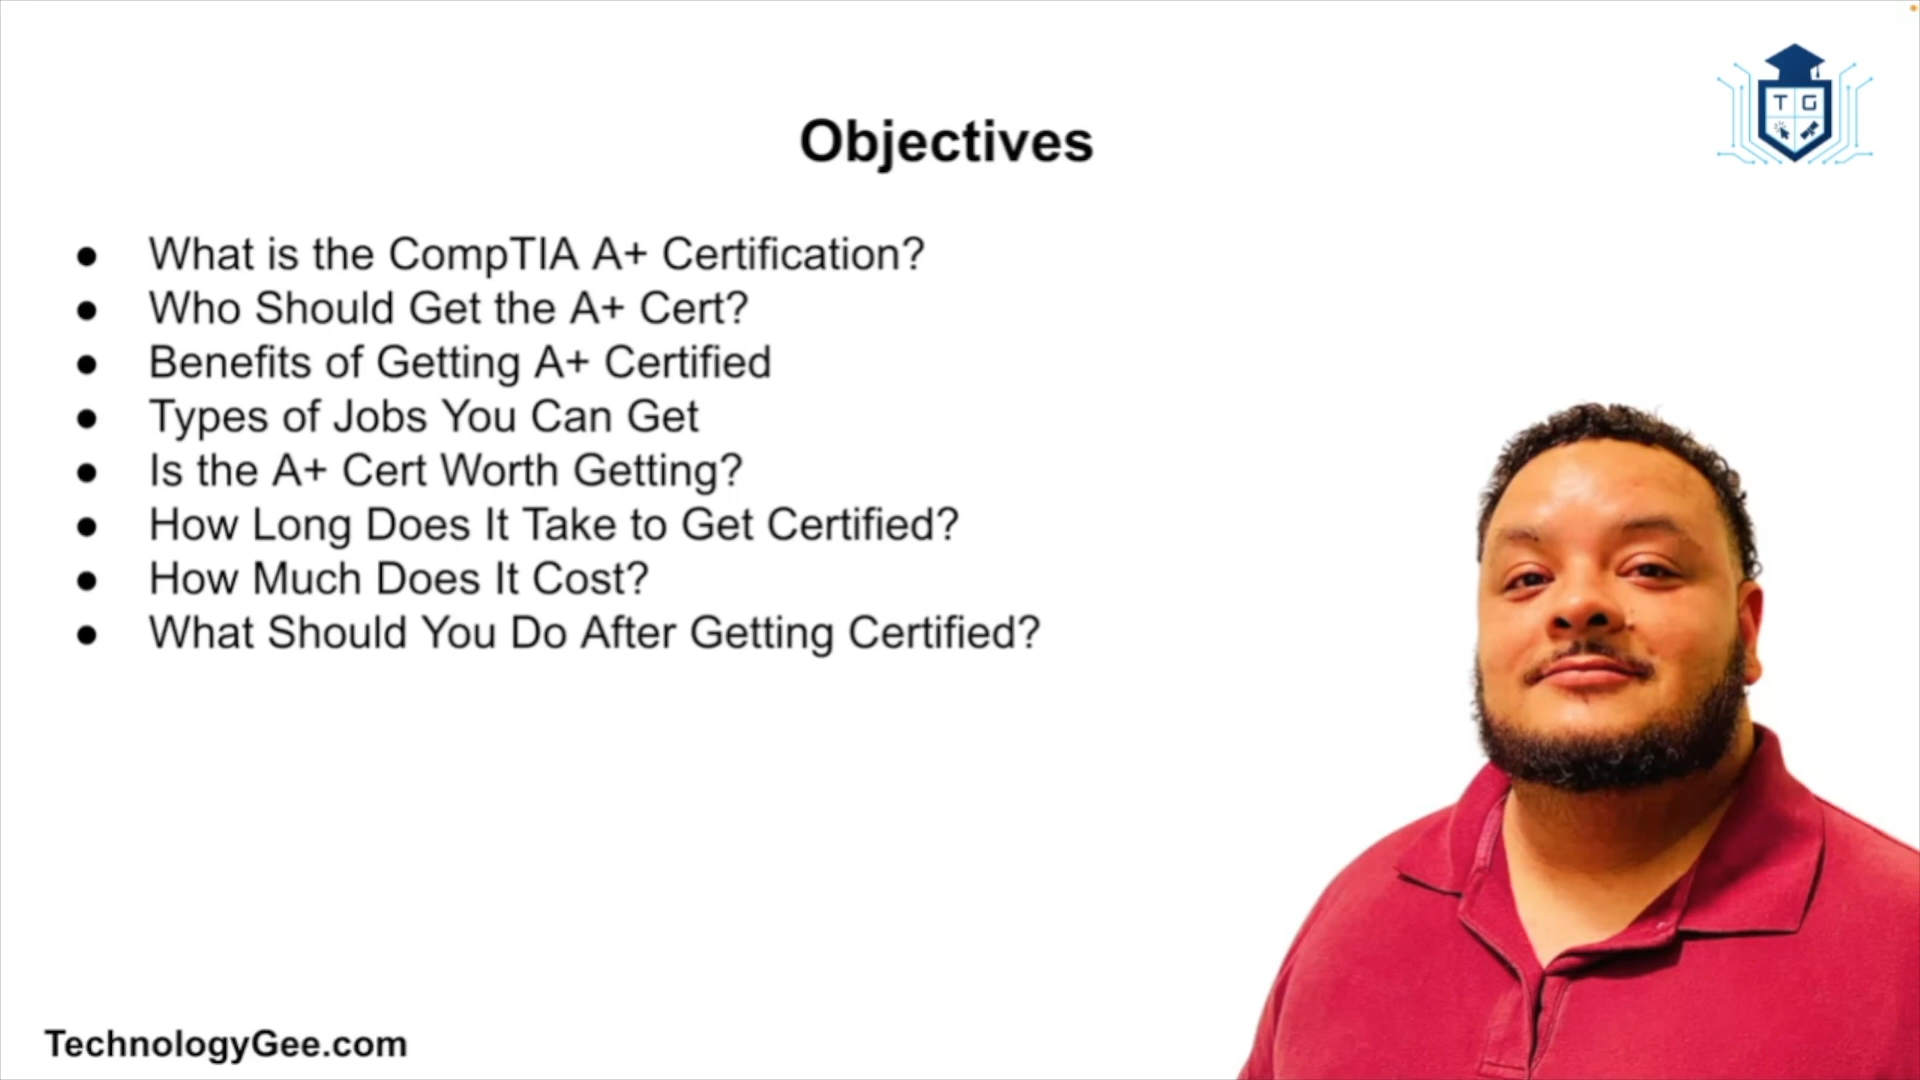 T G
Objectives
● What is the CompTIA A+ Certification?
● Who Should Get the A+ Cert?
● Benefits of Getting A+ Certified
● Types of Jobs You Can Get
● Is the A+ Cert Worth Getting?
● How Long Does It Take to Get Certified?
● How Much Does It Cost?
● What Should You Do After Getting Certified?
TechnologyGee.com